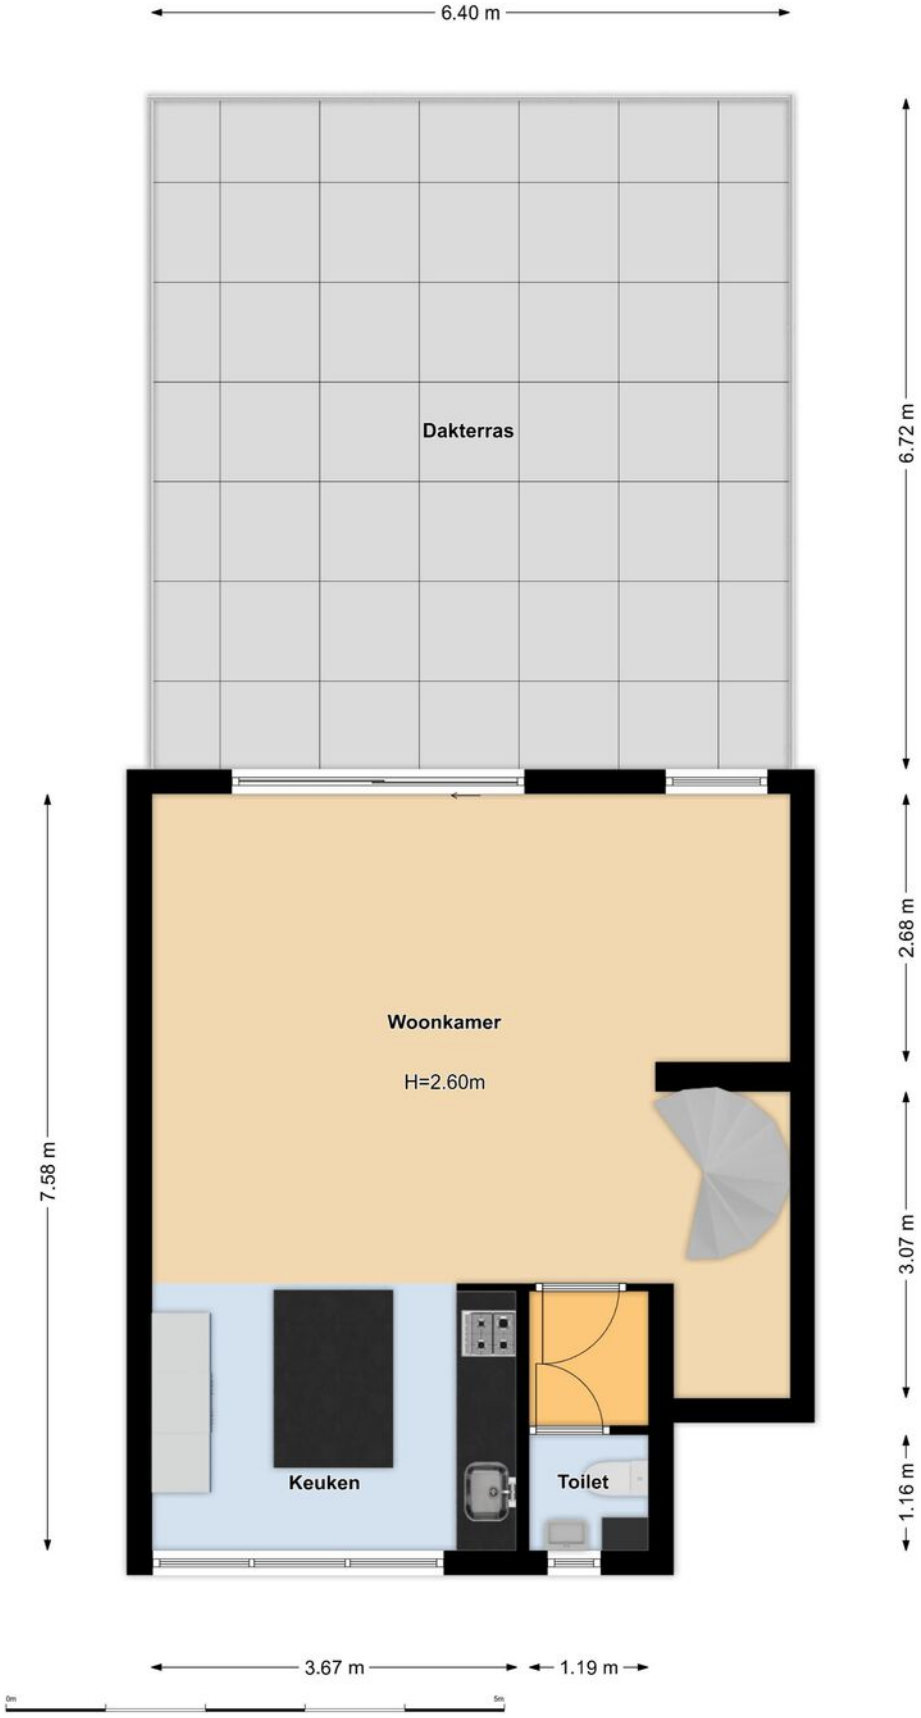 6.40 m
6.72 m
Dakterras
2.68 m
Woonkamer
H=2.60m
7.58 m
3.07 m
Keuken
Toilet
1.16 m
3.67 m
1.19 m
0m
5m